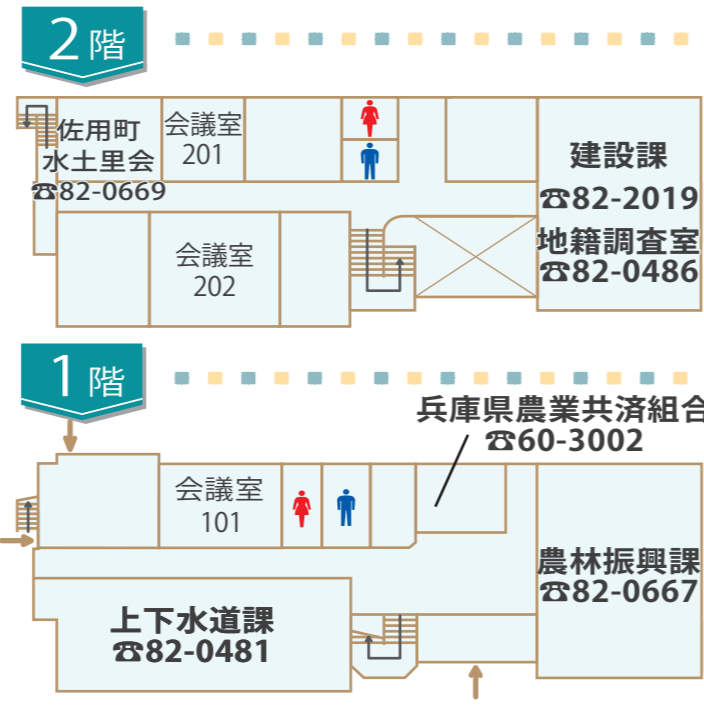 2階
佐用町
水土里会
☎82-0669
会議室
201
建設課
☎82-2019
地籍調査室
☎82-0486
会議室
202
1階
兵庫県農業共済組合
☎60-3002
会議室
101
農林振興課
☎82-0667
上下水道課
☎82-0481